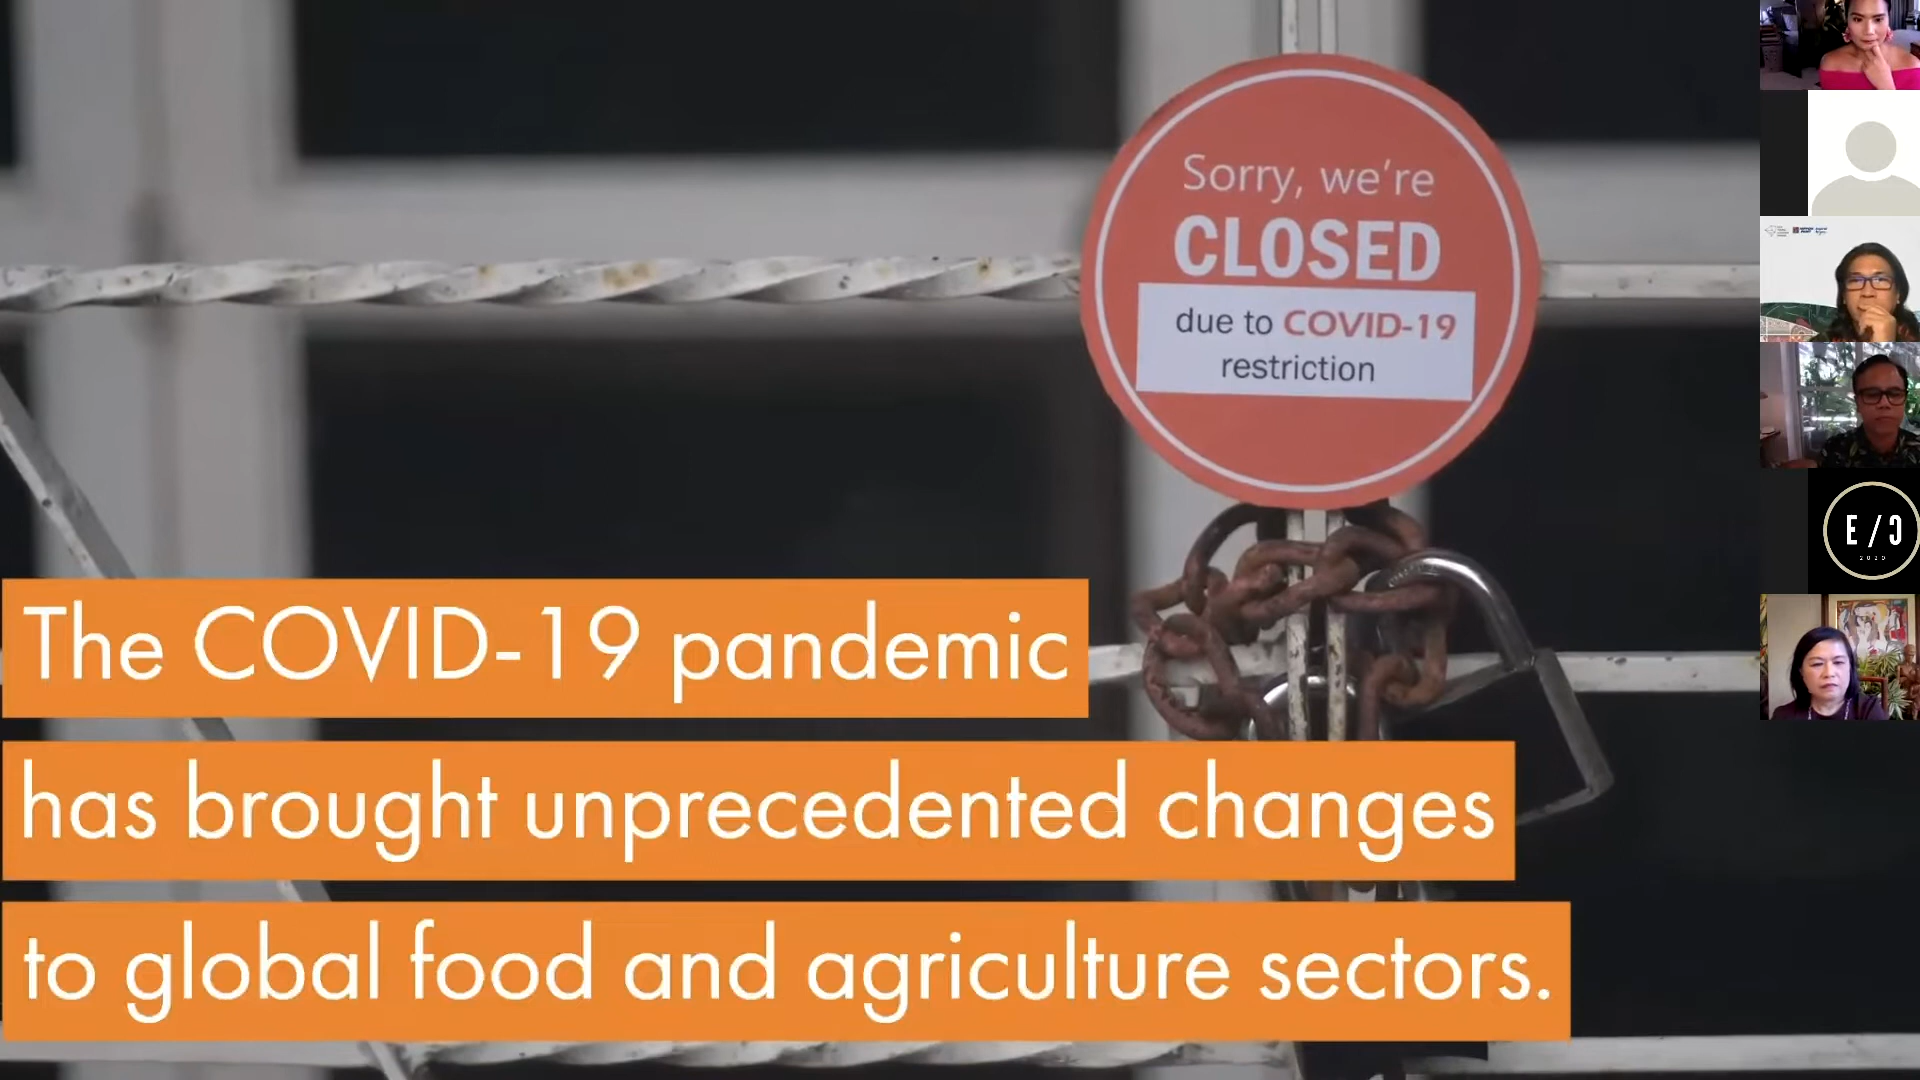 Sorry, we're
CLOSED
due to COVID-19
restriction
The COVID-19 pandemic
has brought unprecedented changes
to global food and agriculture sectors.
E/C
2020